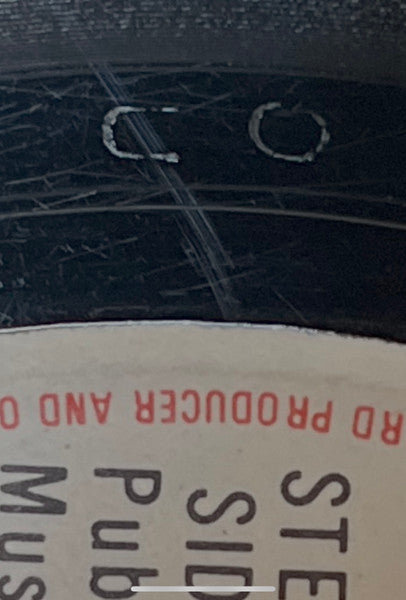 C O
RD PRODUCER AND O
STE
SID
Pub
Mus